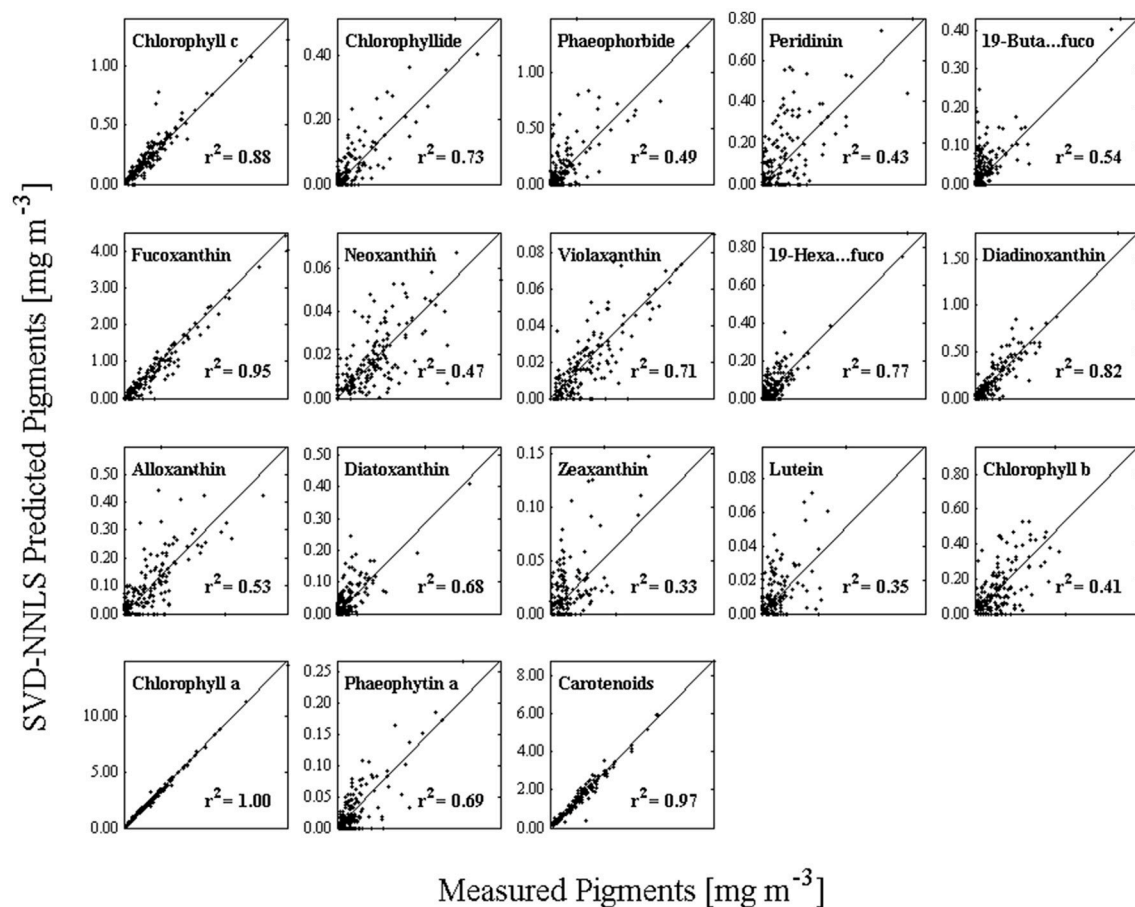 SVD-NNLS Predicted Pigments [mg m-3]
Chlorophyll c
1.00
0.50
0.00
r2 = 0.88
Chlorophyllide
0.40
0.20
0.00
r2 = 0.73
Phaeophorbide
1.00
0.50
0.00
r2 = 0.49
Peridinin
0.80
0.60
0.40
0.20
0.00
r2 = 0.43
19-Buta...fuco
0.40
0.30
0.20
0.10
0.00
r2 = 0.54
Fucoxanthin
4.00
3.00
2.00
1.00
0.00
r2 = 0.95
Neoxanthin
0.06
0.04
0.02
0.00
r2 = 0.47
Violaxanthin
0.08
0.06
0.04
0.02
0.00
r2 = 0.71
19-Hexa...fuco
0.80
0.60
0.40
0.20
0.00
r2 = 0.77
Diadinoxanthin
1.50
1.00
0.50
0.00
r2 = 0.82
Alloxanthin
0.50
0.40
0.30
0.20
0.10
0.00
r2 = 0.53
Diatoxanthin
0.50
0.40
0.30
0.20
0.10
0.00
r2 = 0.68
Zeaxanthin
0.15
0.10
0.05
0.00
r2 = 0.33
Lutein
0.08
0.06
0.04
0.02
0.00
r2 = 0.35
Chlorophyll b
0.80
0.60
0.40
0.20
0.00
r2 = 0.41
Chlorophyll a
10.00
5.00
0.00
r2 = 1.00
Phaeophytin a
0.25
0.20
0.15
0.10
0.05
0.00
r2 = 0.69
Carotenoids
8.00
6.00
4.00
2.00
0.00
r2 = 0.97
Measured Pigments [mg m-3]